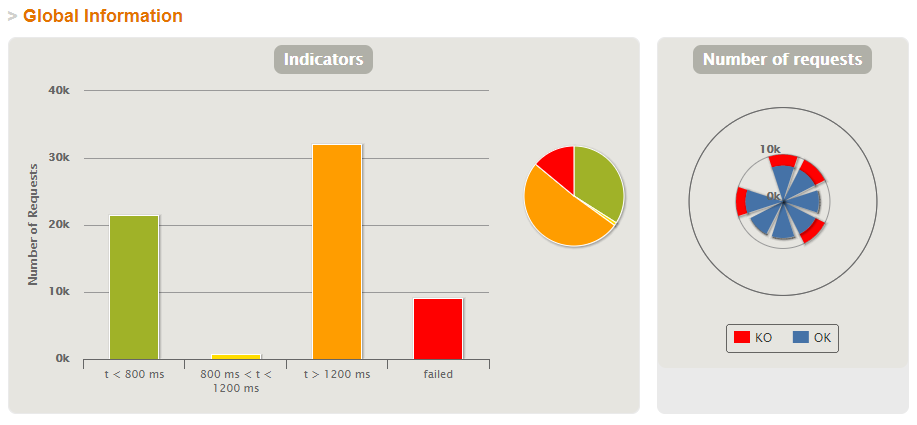 > Global Information
Indicators
Number of Requests
40k
30k
20k
10k
0k
t < 800 ms
800 ms < t <
1200 ms
t > 1200 ms
failed
Number of requests
10k
0k
KO
OK